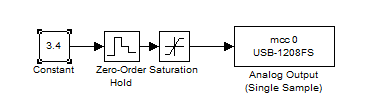 3.4
mcc 0
USB-1208FS
Constant
Zero-Order
Hold
Saturation
Analog Output
(Single Sample)